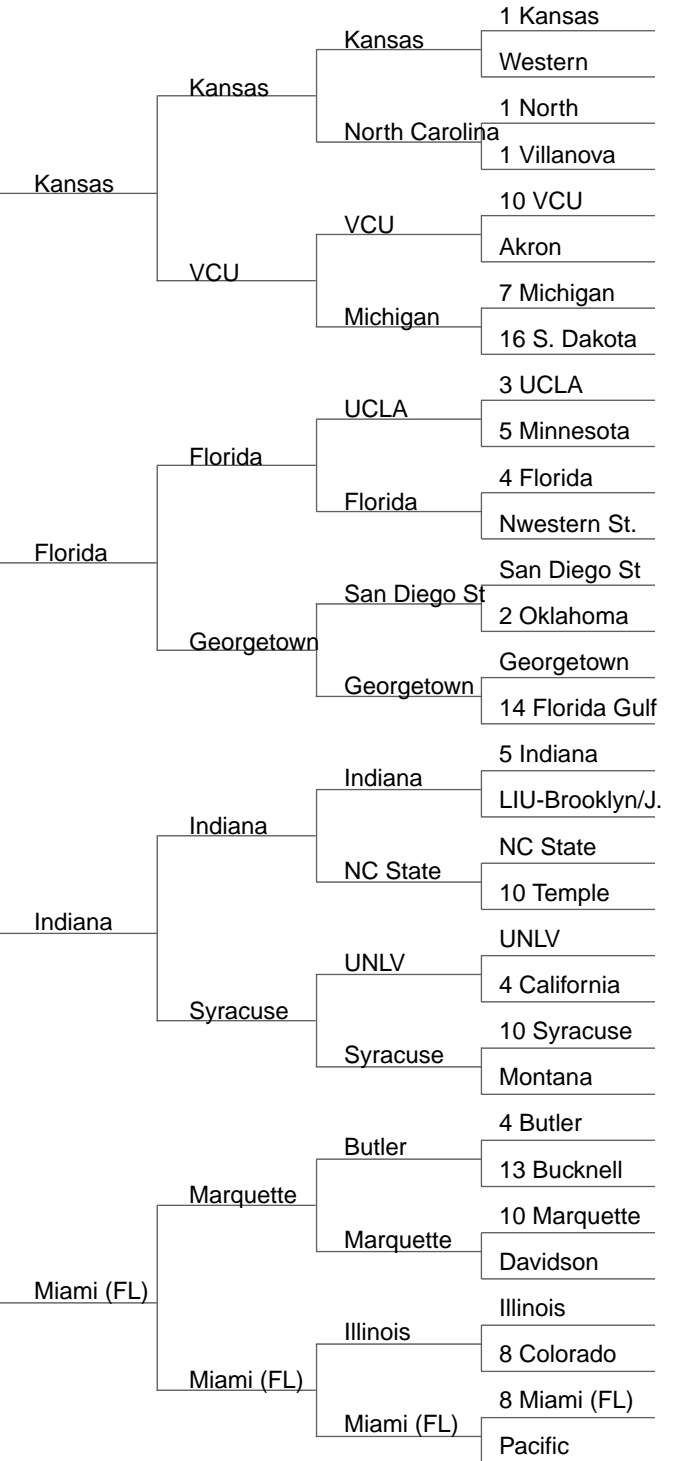 1 Kansas
Kansas
Western
Kansas
1 North
North Carolina
1 Villanova
Kansas
10 VCU
VCU
Akron
VCU
7 Michigan
Michigan
16 S. Dakota
3 UCLA
UCLA
5 Minnesota
Florida
4 Florida
Florida
Nwestern St.
Florida
San Diego St
San Diego St
2 Oklahoma
Georgetown
Georgetown
Georgetown
14 Florida Gulf
5 Indiana
Indiana
LIU-Brooklyn/J.
Indiana
NC State
NC State
10 Temple
Indiana
UNLV
UNLV
4 California
Syracuse
10 Syracuse
Syracuse
Montana
4 Butler
Butler
13 Bucknell
Marquette
10 Marquette
Marquette
Davidson
Miami (FL)
Illinois
Illinois
8 Colorado
Miami (FL)
8 Miami (FL)
Miami (FL)
Pacific